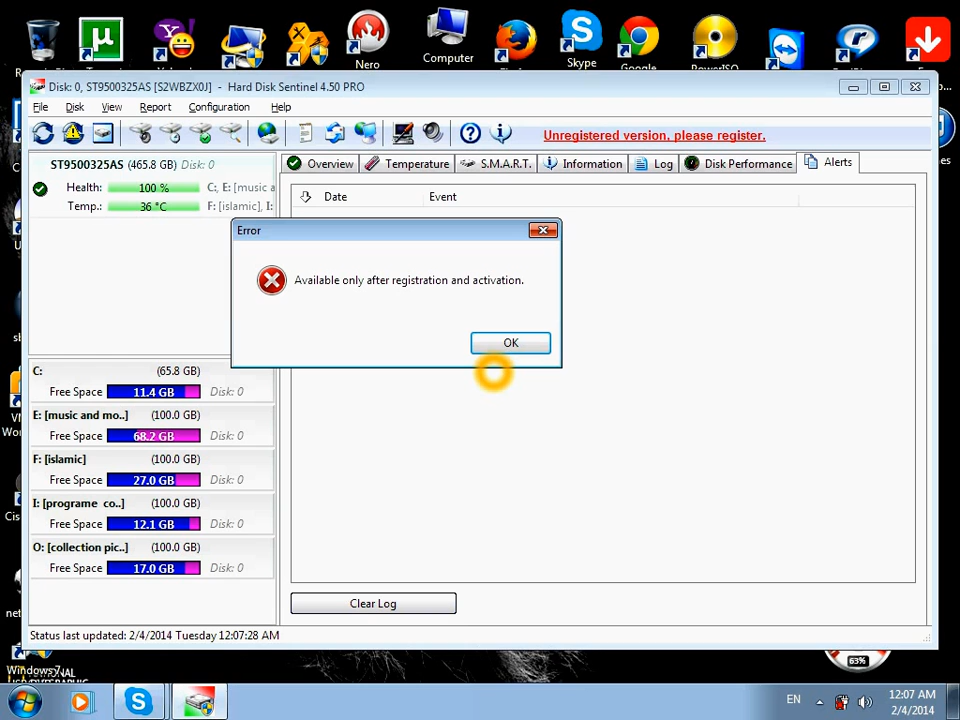 Nero
Computer
Skype
Google
PowerISO
Disk: 0, ST9500325AS [S2WBZX0J] - Hard Disk Sentinel 4.50 PRO
File Disk View Report Configuration Help
Unregistered version, please register.
ST9500325AS (465.8 GB) Disk: 0
Overview Temperature S.M.A.R.T. Information Log Disk Performance Alerts
Health: 100 % C:, E: [music a
Temp.: 36 °C F: [islamic], I:
Date Event
Error
Available only after registration and activation.
OK
C: (65.8 GB)
Free Space 11.4 GB Disk: 0
E: [music and mo..] (100.0 GB)
Free Space 68.2 GB Disk: 0
F: [islamic] (100.0 GB)
Free Space 27.0 GB Disk: 0
I: [programe co..] (100.0 GB)
Free Space 12.1 GB Disk: 0
O: [collection pic..] (100.0 GB)
Free Space 17.0 GB Disk: 0
Clear Log
Status last updated: 2/4/2014 Tuesday 12:07:28 AM
63%
Windows7
EN
12:07 AM
2/4/2014